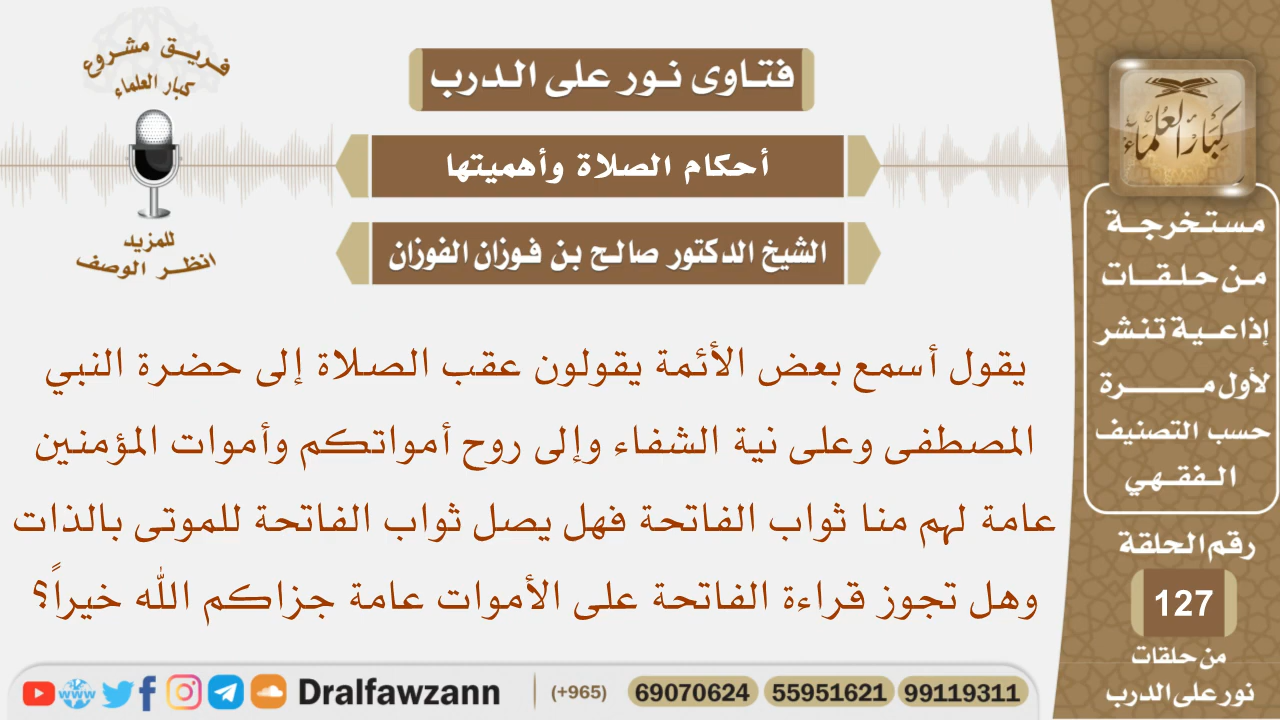 فريق مشروع
كبار العلماء
للمزيد
انظر الوصف
فتاوى نور على الدرب
أحكام الصلاة وأهميتها
الشيخ الدكتور صالح بن فوزان الفوزان
يقول أسمع بعض الأئمة يقولون عقب الصلاة إلى حضرة النبي
المصطفى وعلى نية الشفاء وإلى روح أمواتكم وأموات المؤمنين
عامة لهم منا ثواب الفاتحة فهل يصل ثواب الفاتحة للموتى بالذات
وهل تجوز قراءة الفاتحة على الأموات عامة جزاكم الله خيراً؟
كبار العلماء
مستخرجة
من حلقات
إذاعية تنشر
لأول مرة
حسب التصنيف
الفقهي
رقم الحلقة
127
من حلقات
نور على الدرب
www Dralfawzann (+965) 69070624 55951621 99119311